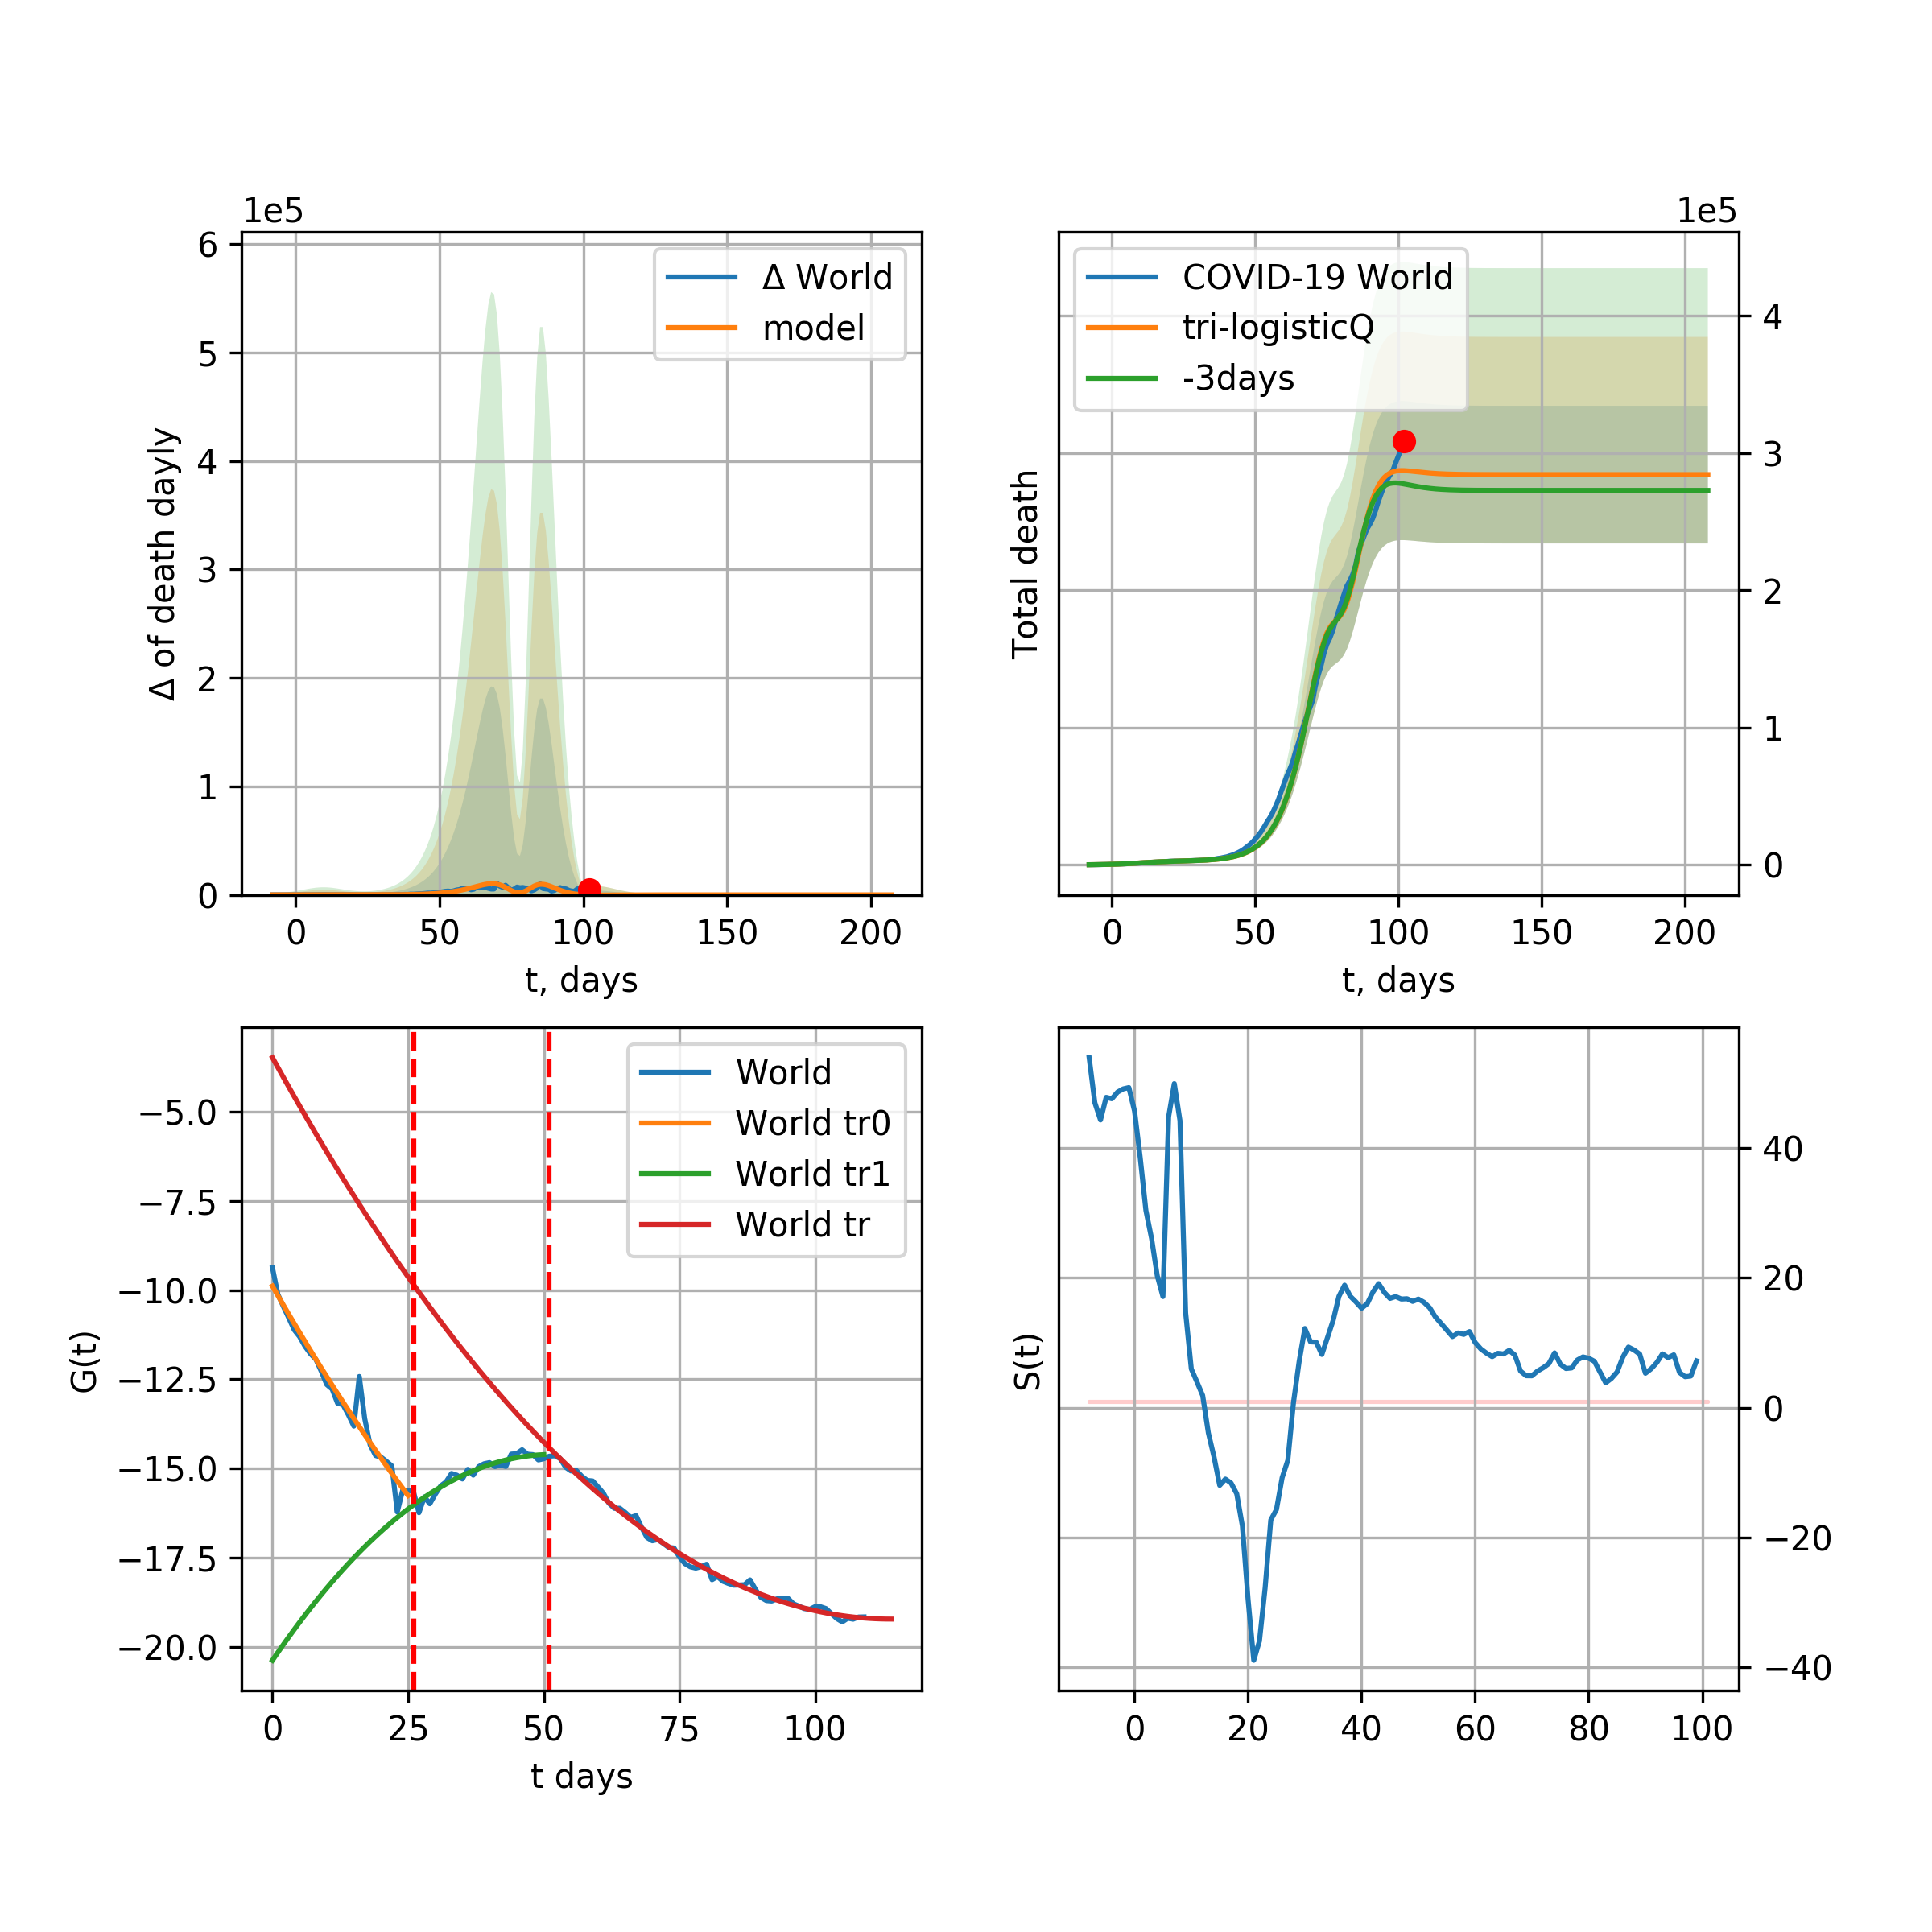 1e5
6
5
4
3
2
1
0
Δ of death dayly
Δ World
model
0 50 100 150 200
t, days
1e5
COVID-19 World
tri-logisticQ
-3days
Total death
4
3
2
1
0
0 50 100 150 200
t, days
−5.0
−7.5
−10.0
−12.5
−15.0
−17.5
−20.0
G(t)
World
World tr0
World tr1
World tr
0 25 50 75 100
t days
S(t)
40
20
0
−20
−40
0 20 40 60 80 100